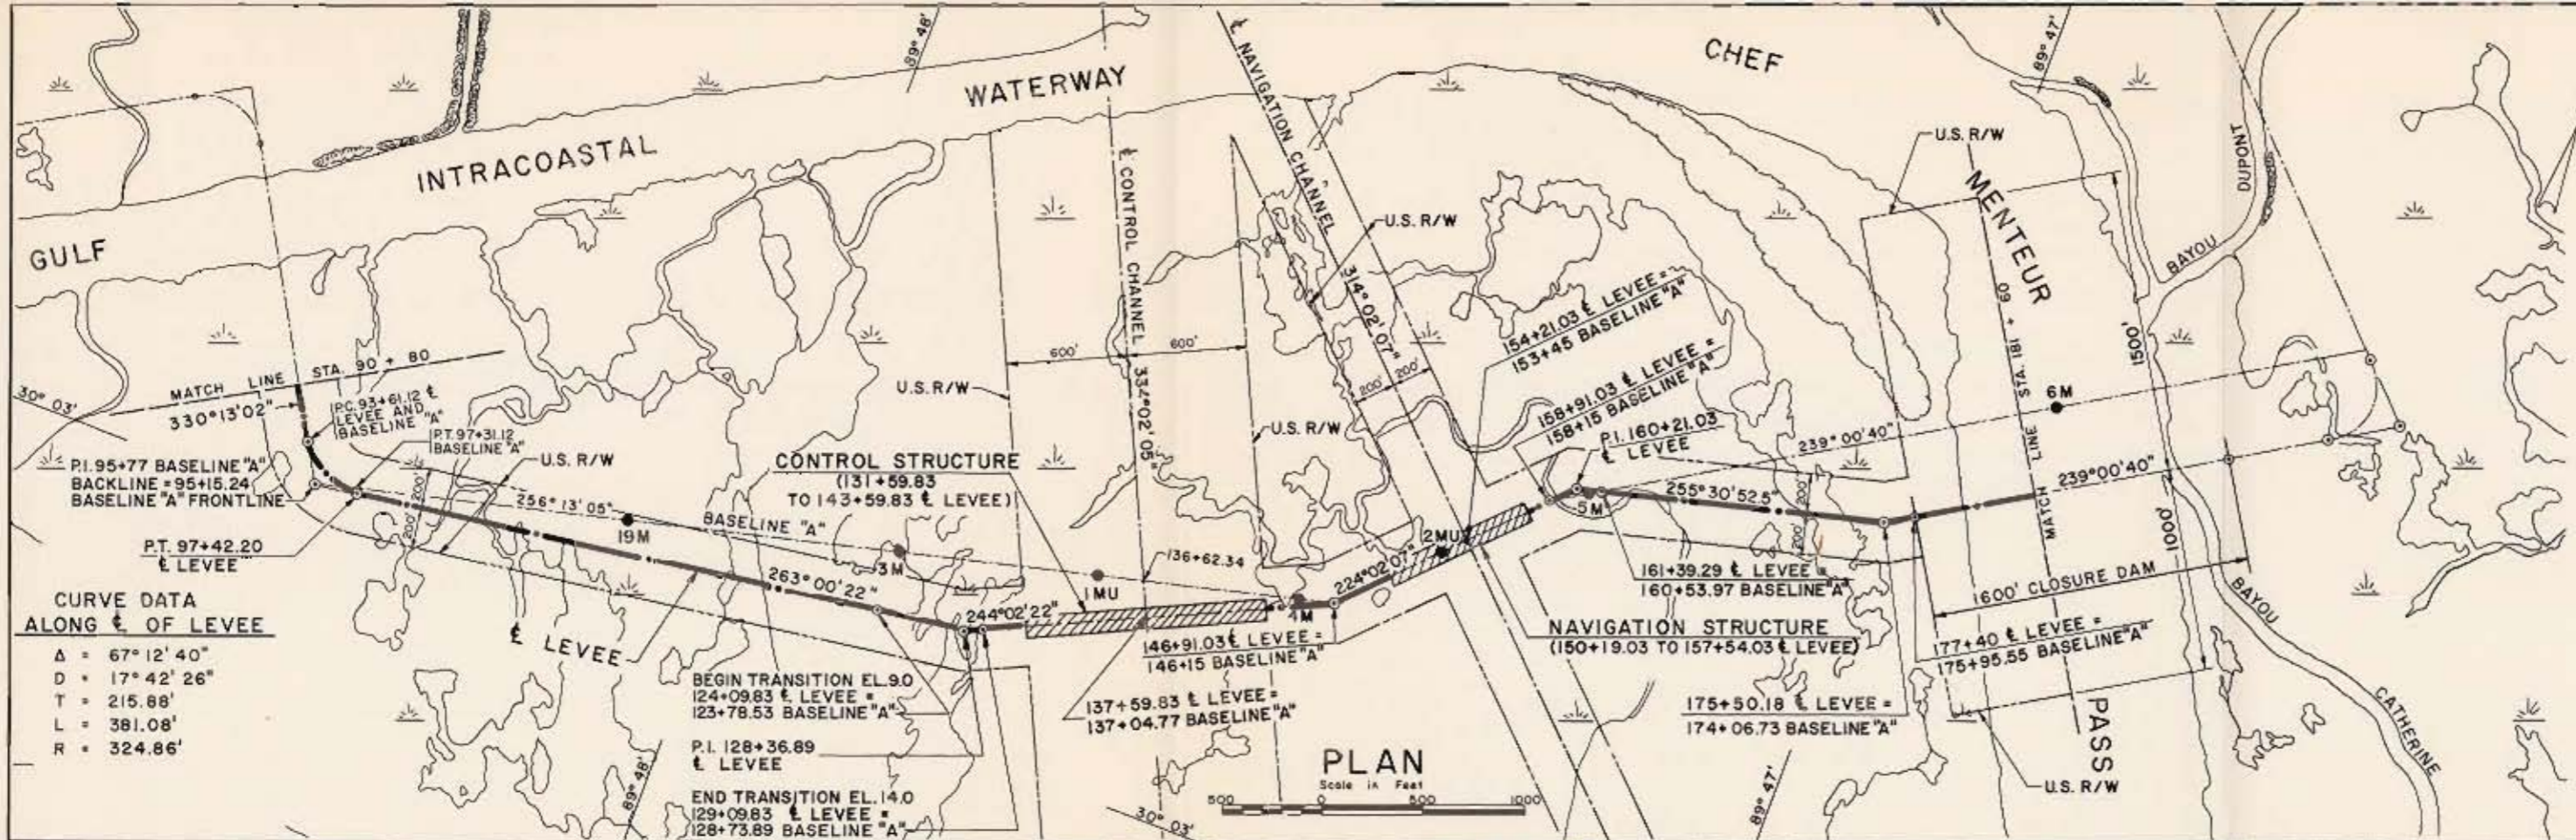 89° 48'
℄ NAVIGATION CHANNEL
CHEF
89° 47'
WATERWAY
INTRACOASTAL
GULF
U.S. R/W
MENTEUR
DUPONT
BAYOU
℄ CONTROL CHANNEL
332° 02' 05"
U.S. R/W
314° 02' 07"
600'
600'
200'
200'
154+21.03 ℄ LEVEE =
153+45 BASELINE "A"
158+91.03 ℄ LEVEE =
158+15 BASELINE "A"
P.I. 160+21.03
℄ LEVEE
1500'
MATCH LINE STA. 181 + 09
MATCH LINE STA. 90 + 80
30° 03'
330° 13' 02"
P.C. 93+61.12 ℄
LEVEE AND
BASELINE "A"
P.T. 97+31.12
BASELINE "A"
U.S. R/W
U.S. R/W
U.S. R/W
6M
239° 00' 40"
239° 00' 40"
P.I. 95+77 BASELINE "A"
BACKLINE = 95+15.24
BASELINE "A" FRONTLINE
CONTROL STRUCTURE
(131+59.83
TO 143+59.83 ℄ LEVEE)
200'
200'
256° 13' 05"
BASELINE "A"
19M
3M
1MU
136+62.34
4M
224° 02' 07"
2MU
5M
255° 30' 52.5"
200'
200'
1000'
P.T. 97+42.20
℄ LEVEE
263° 00' 22"
244° 02' 22"
℄ LEVEE
161+39.29 ℄ LEVEE =
160+53.97 BASELINE "A"
1600' CLOSURE DAM
BAYOU
CATHERINE
CURVE DATA
ALONG ℄ OF LEVEE
Δ = 67° 12' 40"
D = 17° 42' 26"
T = 215.88'
L = 381.08'
R = 324.86'
146+91.03 ℄ LEVEE =
146+15 BASELINE "A"
NAVIGATION STRUCTURE
(150+19.03 TO 157+54.03 ℄ LEVEE)
177+40 ℄ LEVEE =
175+95.55 BASELINE "A"
BEGIN TRANSITION EL. 9.0
124+09.83 ℄ LEVEE =
123+78.53 BASELINE "A"
137+59.83 ℄ LEVEE =
137+04.77 BASELINE "A"
175+50.18 ℄ LEVEE =
174+06.73 BASELINE "A"
PASS
P.I. 128+36.89
℄ LEVEE
END TRANSITION EL. 14.0
129+09.83 ℄ LEVEE =
128+73.89 BASELINE "A"
89° 48'
PLAN
Scale in Feet
500 0 500 1000
30° 03'
89° 47'
U.S. R/W